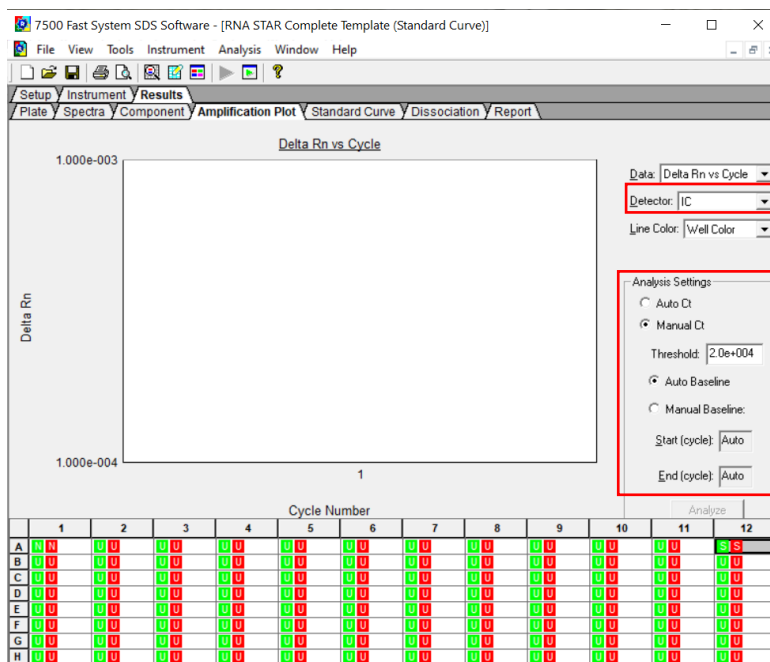 7500 Fast System SDS Software - [RNA STAR Complete Template (Standard Curve)]
File View Tools Instrument Analysis Window Help
Setup Instrument Results
Plate Spectra Component Amplification Plot Standard Curve Dissociation Report
Delta Rn vs Cycle
1.000e-003
Delta Rn
1.000e-004
1
Cycle Number
Data: Delta Rn vs Cycle
Detector: IC
Line Color: Well Color
Analysis Settings
Auto Ct
Manual Ct
Threshold: 2.0e+004
Auto Baseline
Manual Baseline:
Start (cycle): Auto
End (cycle): Auto
Analyze
1 2 3 4 5 6 7 8 9 10 11 12
A N N U U U U U U U U U U U U U U U U U U U U S S
B U U U U U U U U U U U U U U U U U U U U U U U U
C U U U U U U U U U U U U U U U U U U U U U U U U
D U U U U U U U U U U U U U U U U U U U U U U U U
E U U U U U U U U U U U U U U U U U U U U U U U U
F U U U U U U U U U U U U U U U U U U U U U U U U
G U U U U U U U U U U U U U U U U U U U U U U U U
H U U U U U U U U U U U U U U U U U U U U U U U U